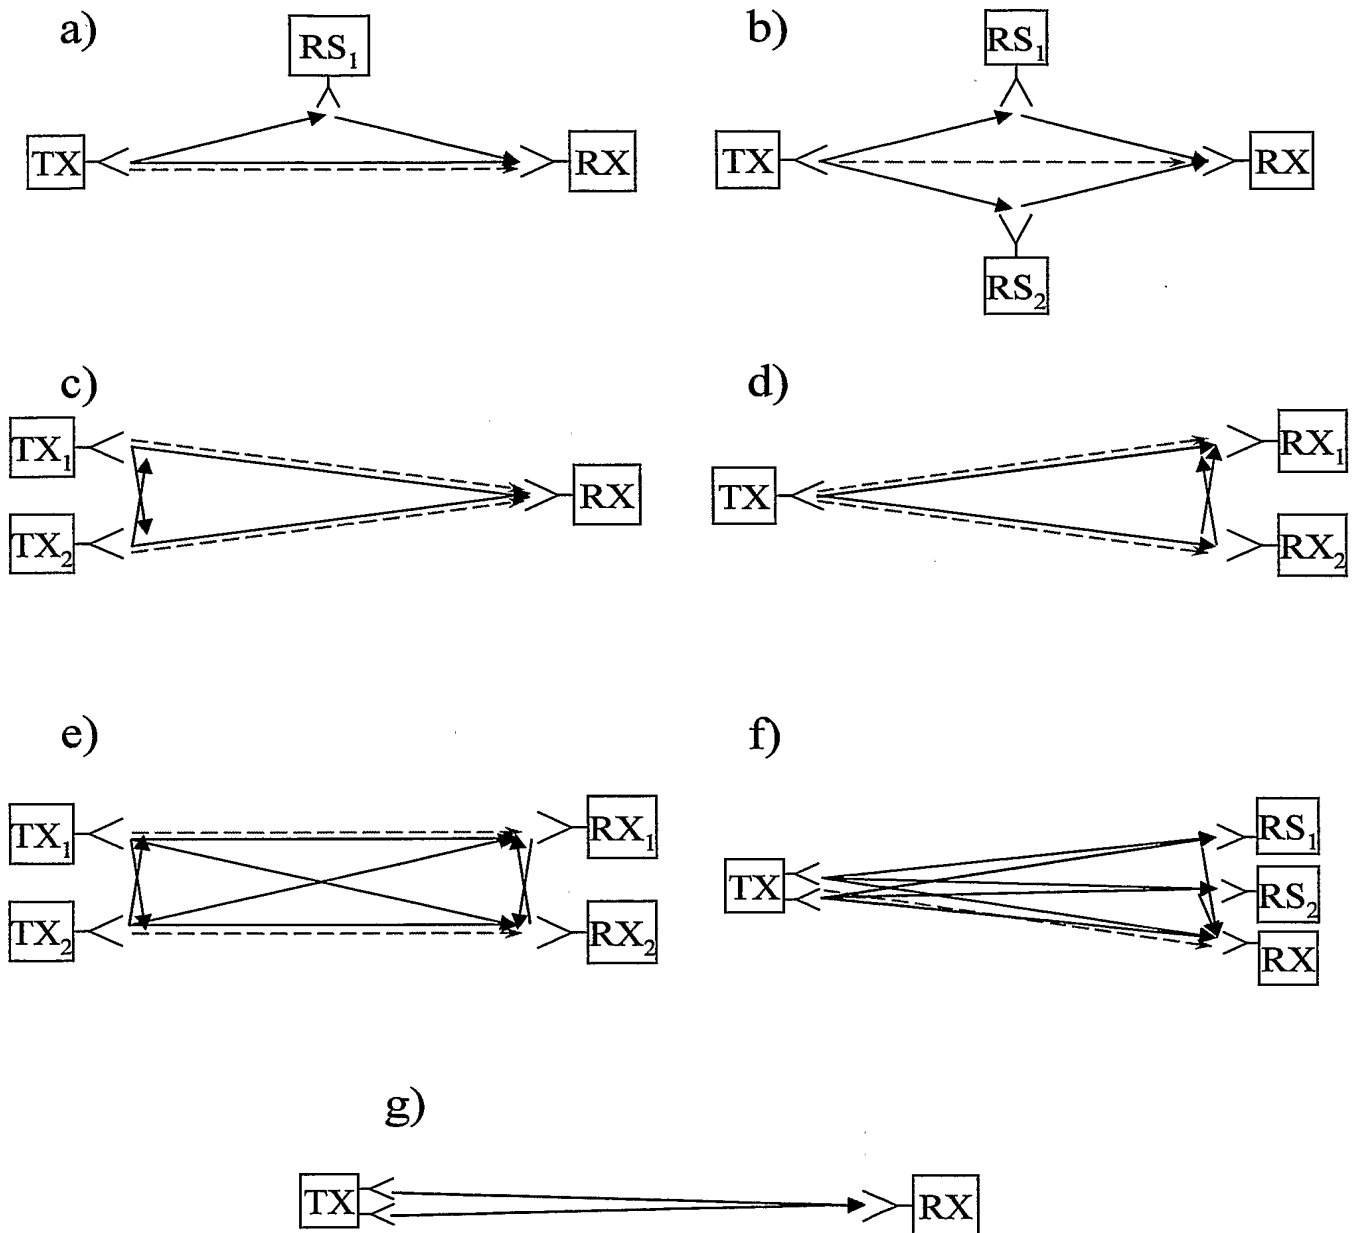 a)
RS₁
TX
RX
b)
RS₁
TX
RX
RS₂
c)
TX₁
TX₂
RX
d)
TX
RX₁
RX₂
e)
TX₁
RX₁
TX₂
RX₂
f)
TX
RS₁
RS₂
RX
g)
TX
RX